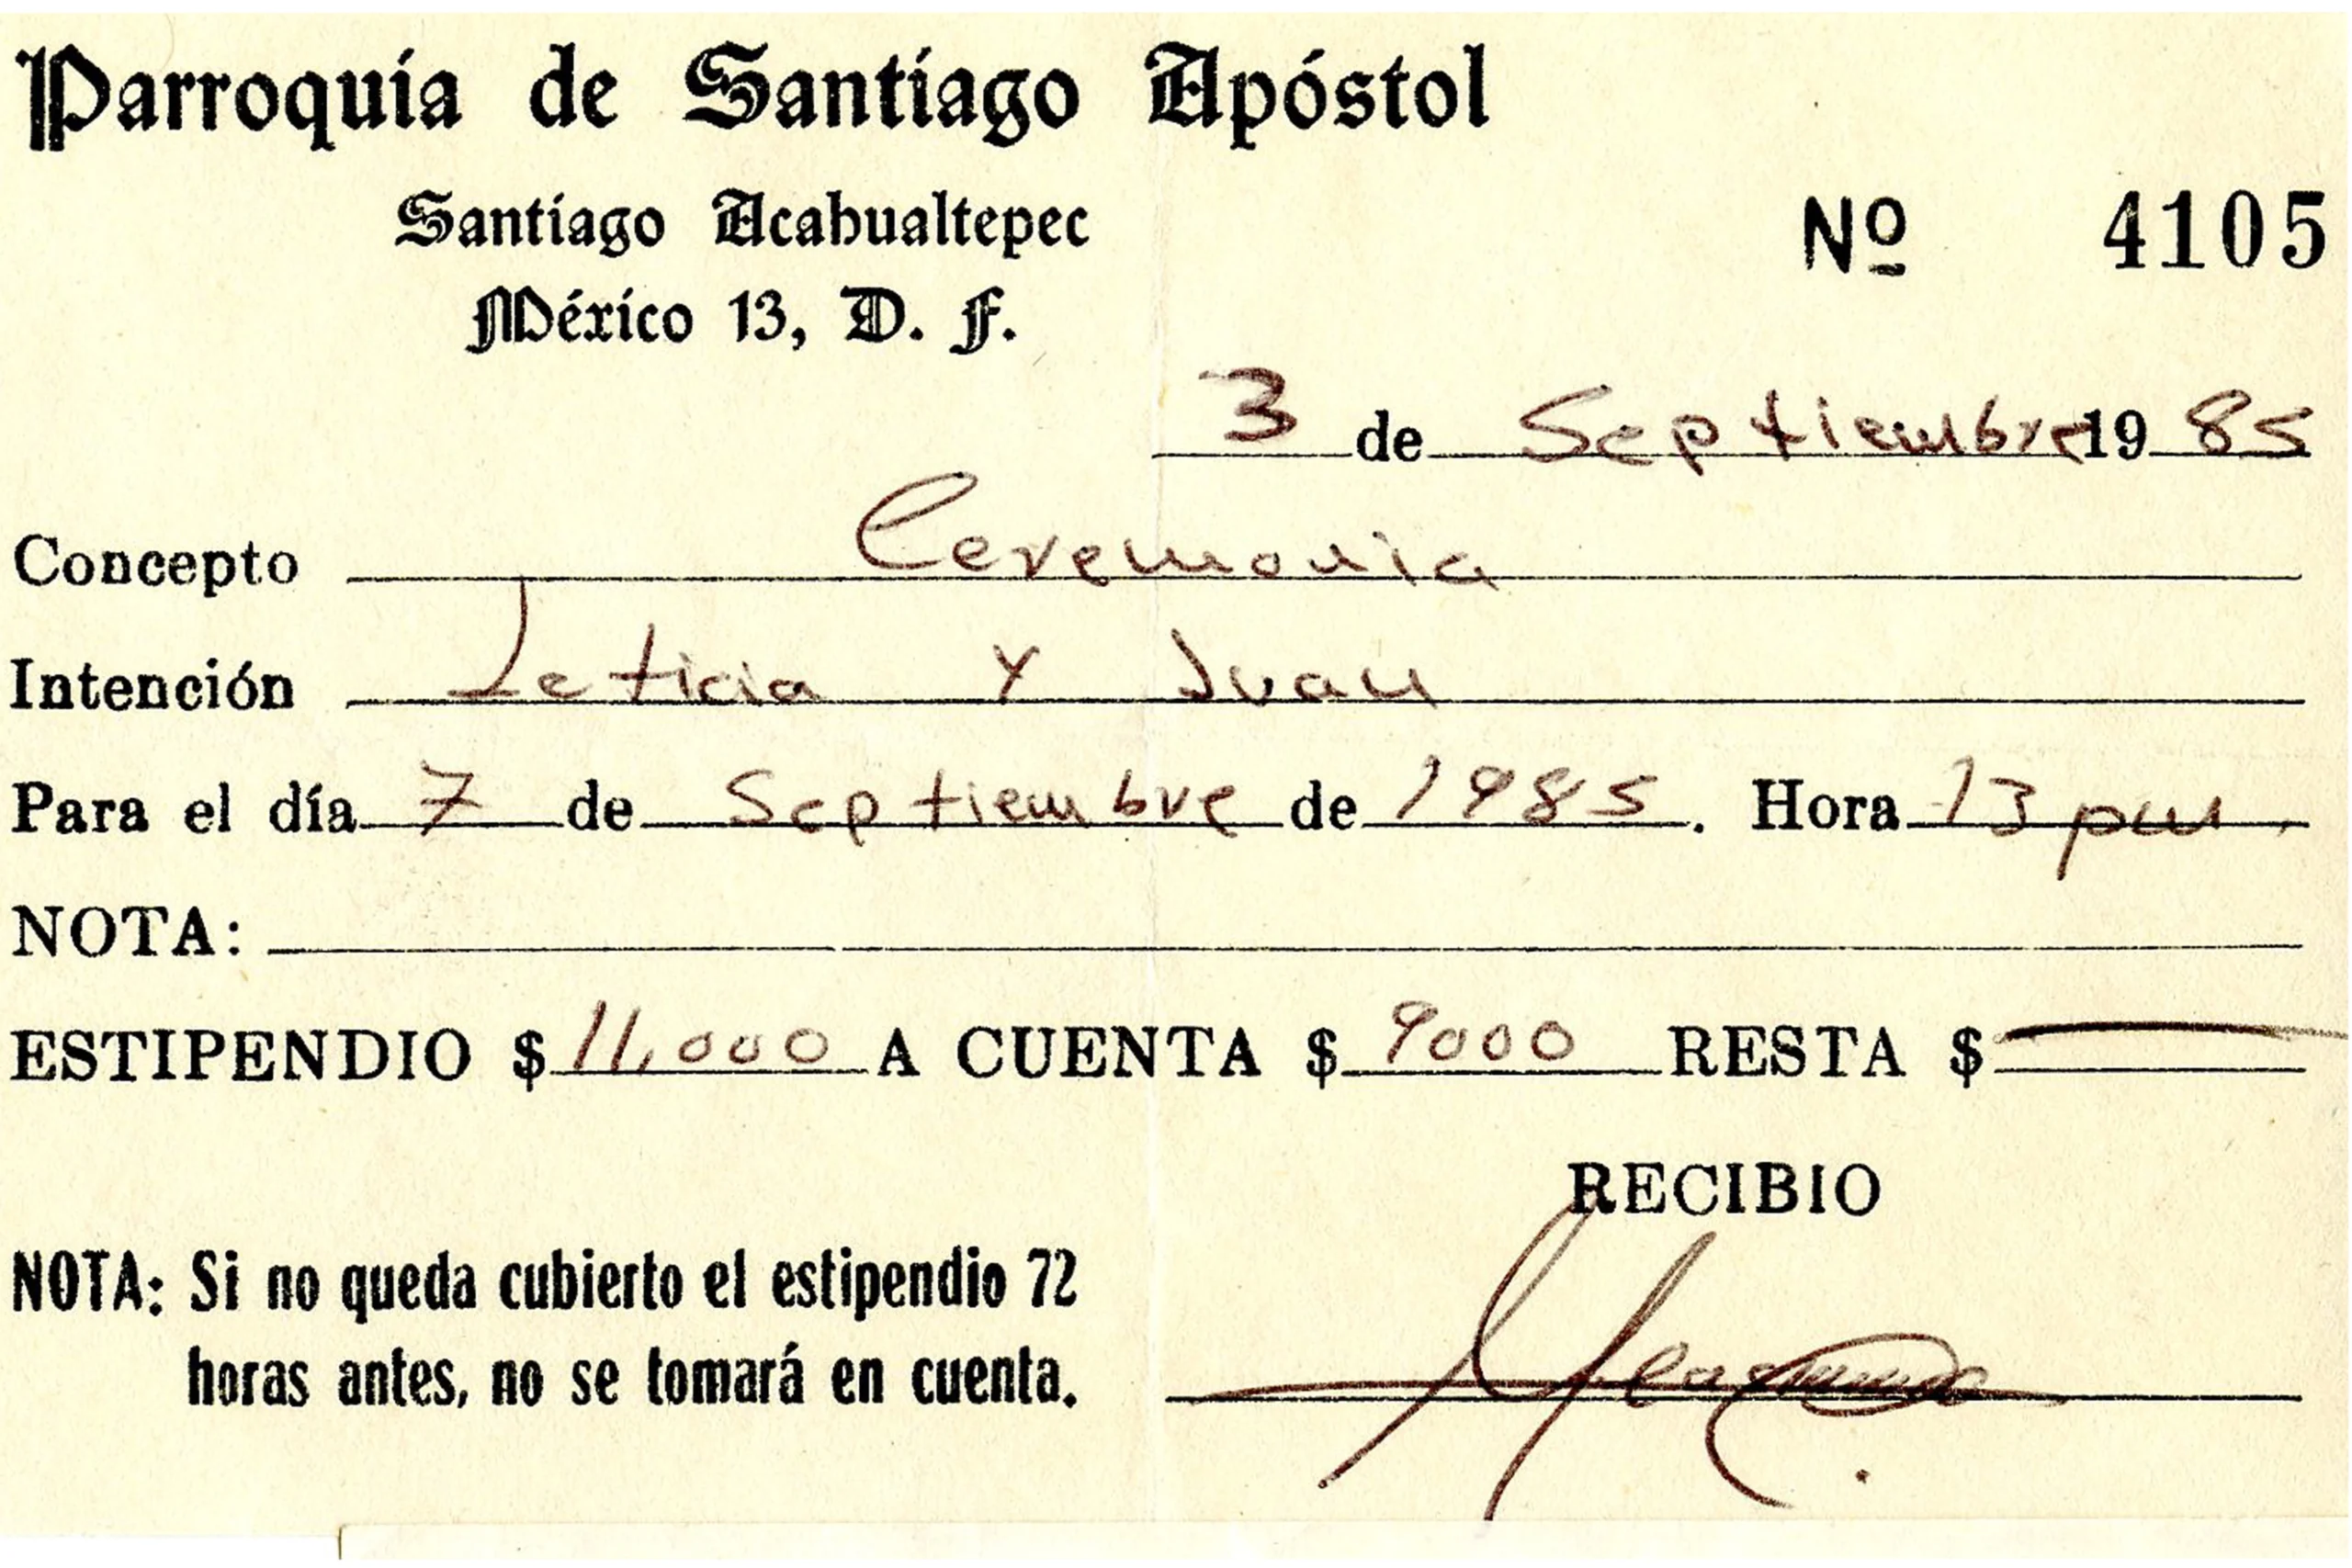 Parroquia de Santiago Apóstol
Santiago Acahualtepec
Nº 4105
México 13, D. F.
3 de Septiembre 19 85
Concepto Ceremonia
Intención Leticia y Juan
Para el día 7 de Septiembre de 1985. Hora 13 pm.
NOTA:
ESTIPENDIO $ 11,000 A CUENTA $ 9000 RESTA $
RECIBIO
NOTA: Si no queda cubierto el estipendio 72
horas antes, no se tomará en cuenta.